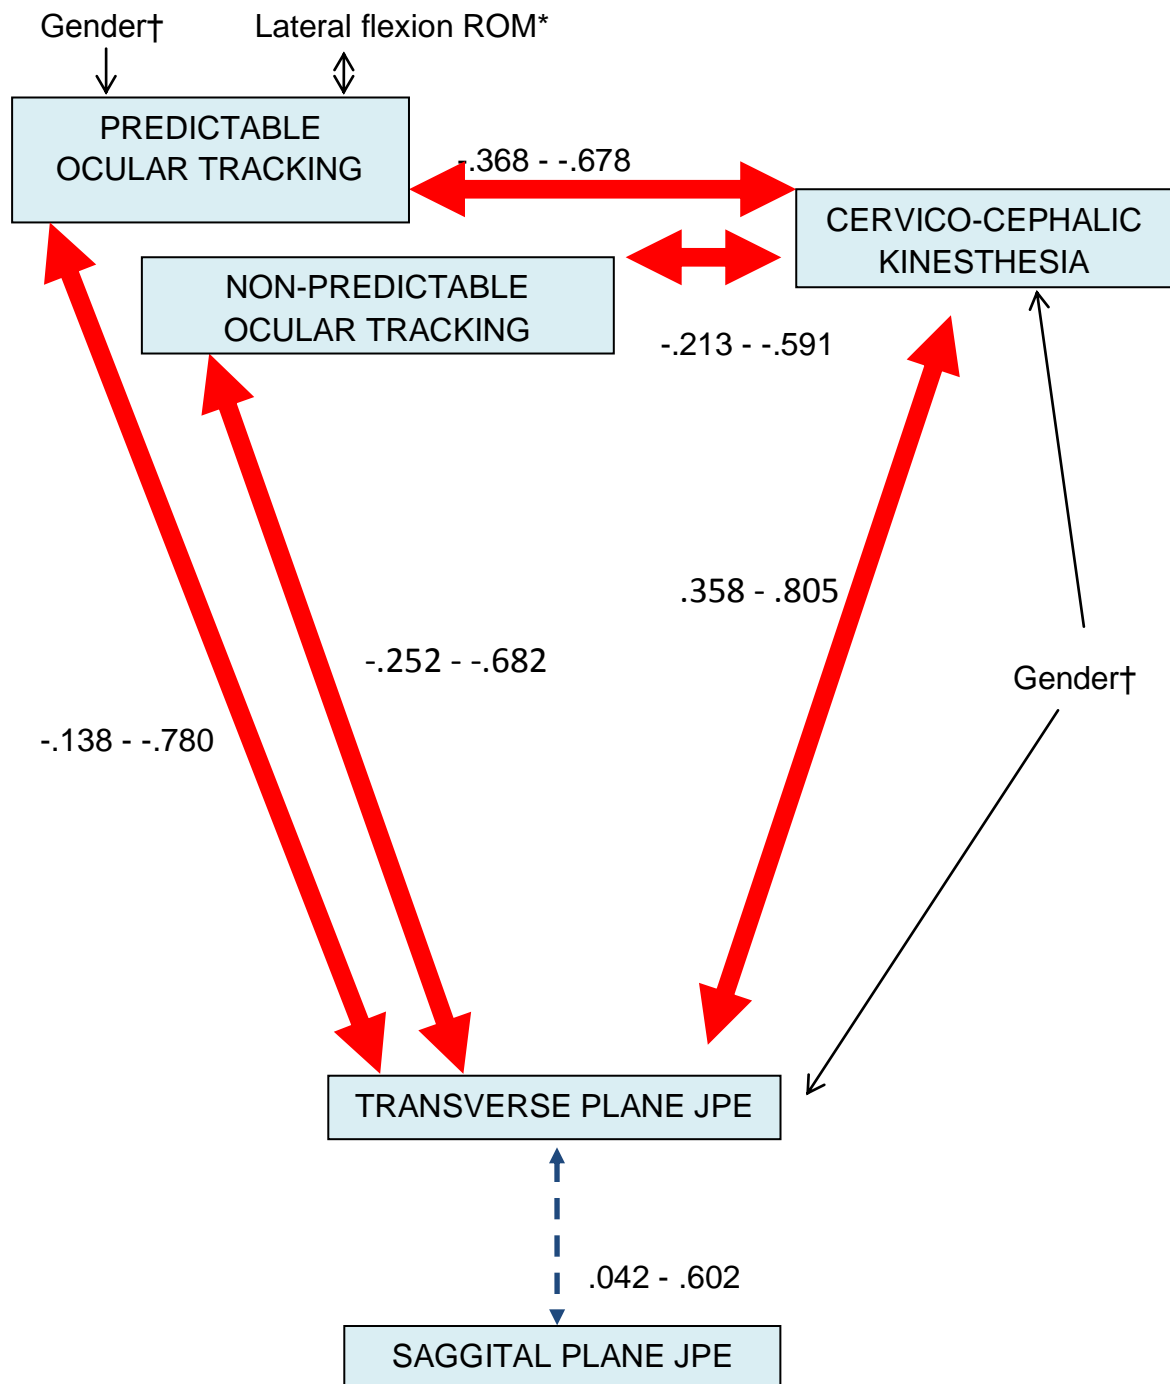 Gender† Lateral flexion ROM*
PREDICTABLE
OCULAR TRACKING
-.368 - -.678
CERVICO-CEPHALIC
KINESTHESIA
NON-PREDICTABLE
OCULAR TRACKING
-.213 - -.591
.358 - .805
-.252 - -.682
Gender†
-.138 - -.780
TRANSVERSE PLANE JPE
.042 - .602
SAGGITAL PLANE JPE